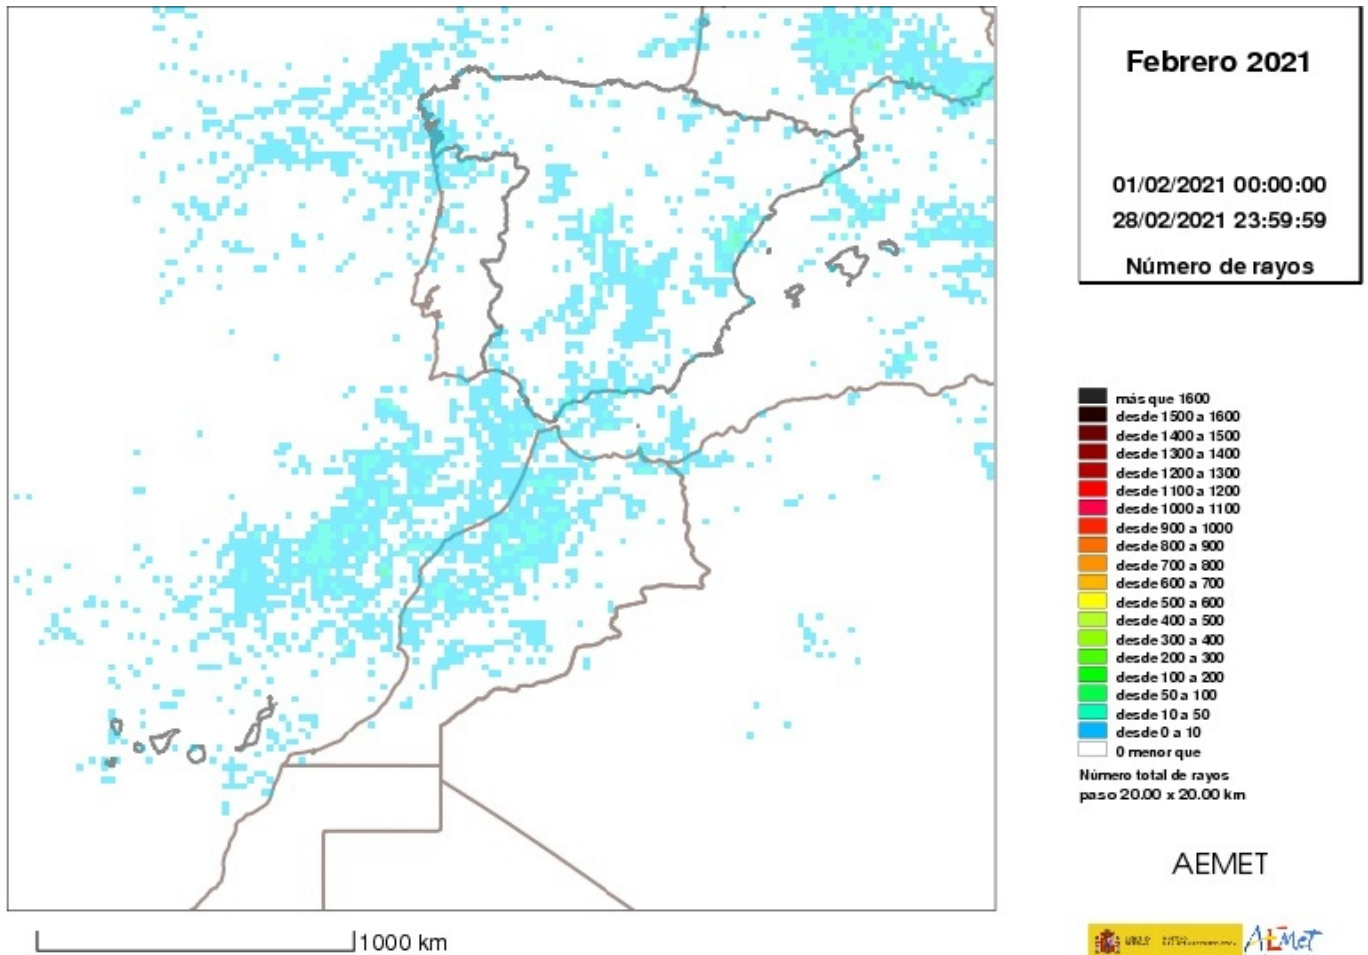 Febrero 2021
01/02/2021 00:00:00
28/02/2021 23:59:59
Número de rayos
más que 1600
desde 1500 a 1600
desde 1400 a 1500
desde 1300 a 1400
desde 1200 a 1300
desde 1100 a 1200
desde 1000 a 1100
desde 900 a 1000
desde 800 a 900
desde 700 a 800
desde 600 a 700
desde 500 a 600
desde 400 a 500
desde 300 a 400
desde 200 a 300
desde 100 a 200
desde 50 a 100
desde 10 a 50
desde 0 a 10
0 menor que
Número total de rayos
paso 20.00 x 20.00 km
AEMET
1000 km
AEMet